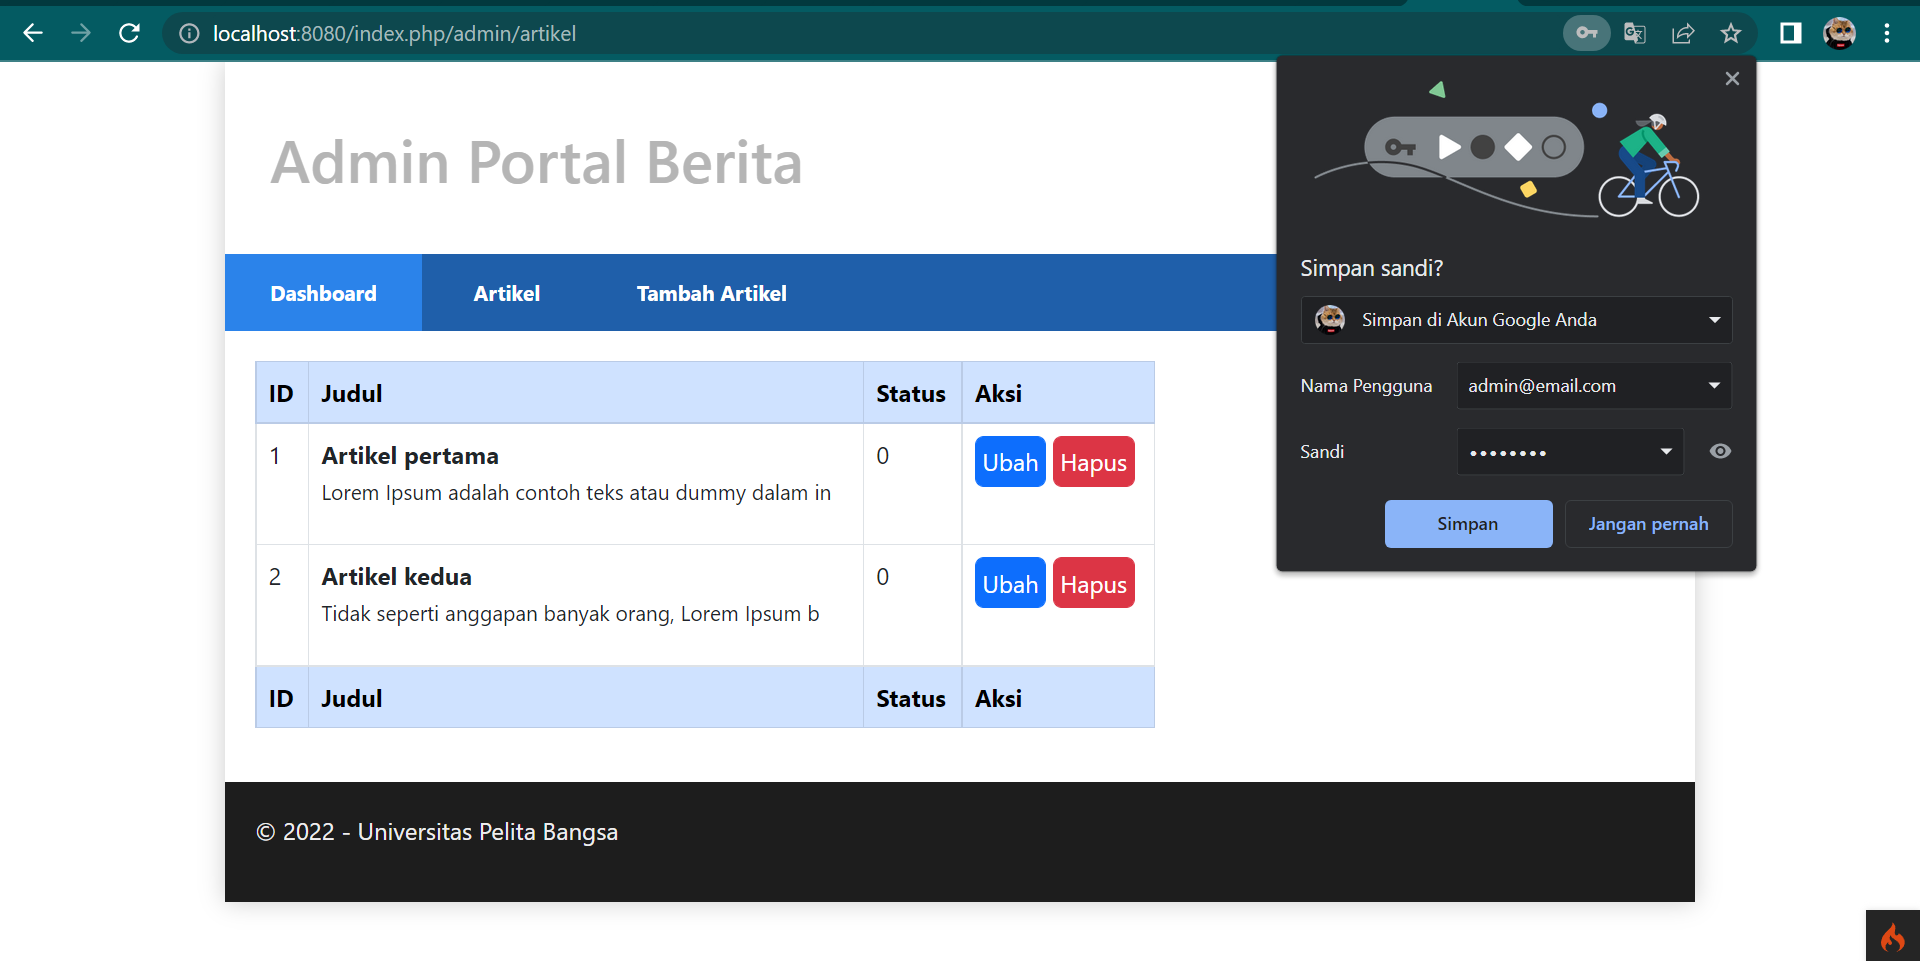 localhost:8080/index.php/admin/artikel
Admin Portal Berita
Dashboard
Artikel
Tambah Artikel
ID Judul Status Aksi
1 Artikel pertama 0 Ubah Hapus
Lorem Ipsum adalah contoh teks atau dummy dalam in
2 Artikel kedua 0 Ubah Hapus
Tidak seperti anggapan banyak orang, Lorem Ipsum b
ID Judul Status Aksi
© 2022 - Universitas Pelita Bangsa
Simpan sandi?
Simpan di Akun Google Anda
Nama Pengguna admin@email.com
Sandi ••••••••
Simpan
Jangan pernah